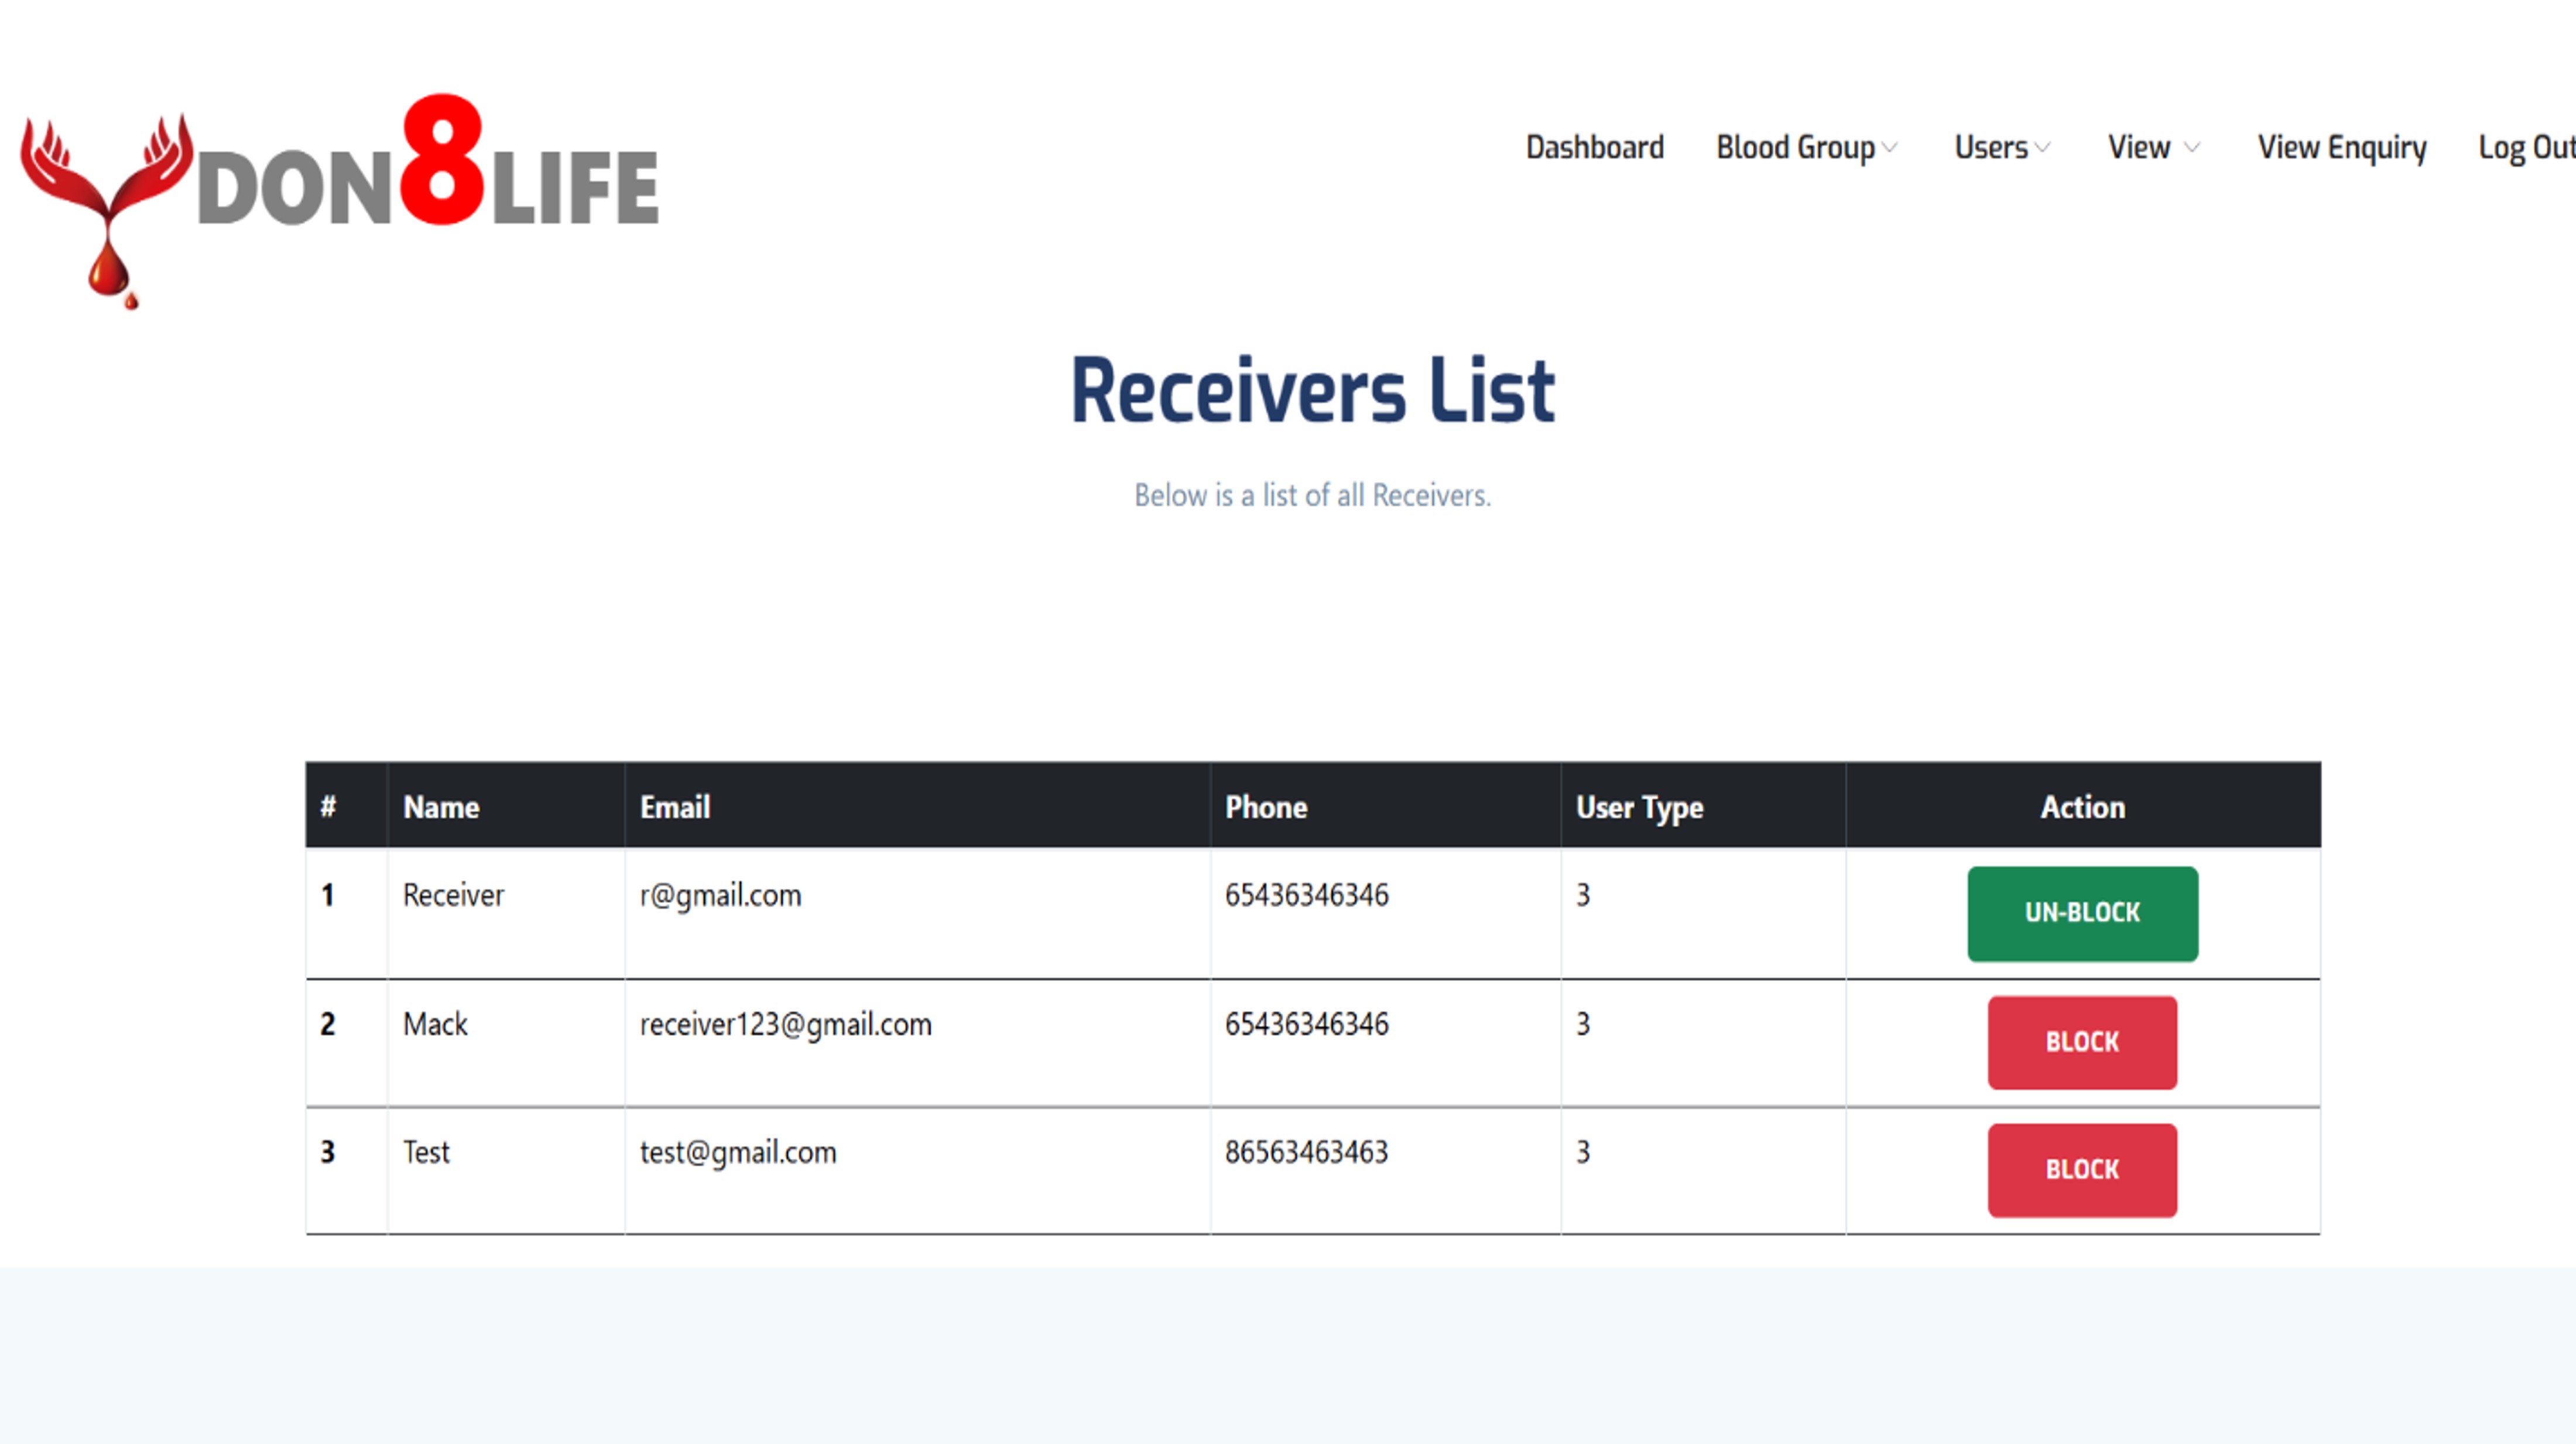 DON8LIFE
Dashboard Blood Group Users View View Enquiry Log Out
Receivers List
Below is a list of all Receivers.
# Name Email Phone User Type Action
1 Receiver r@gmail.com 65436346346 3 UN-BLOCK
2 Mack receiver123@gmail.com 65436346346 3 BLOCK
3 Test test@gmail.com 86563463463 3 BLOCK